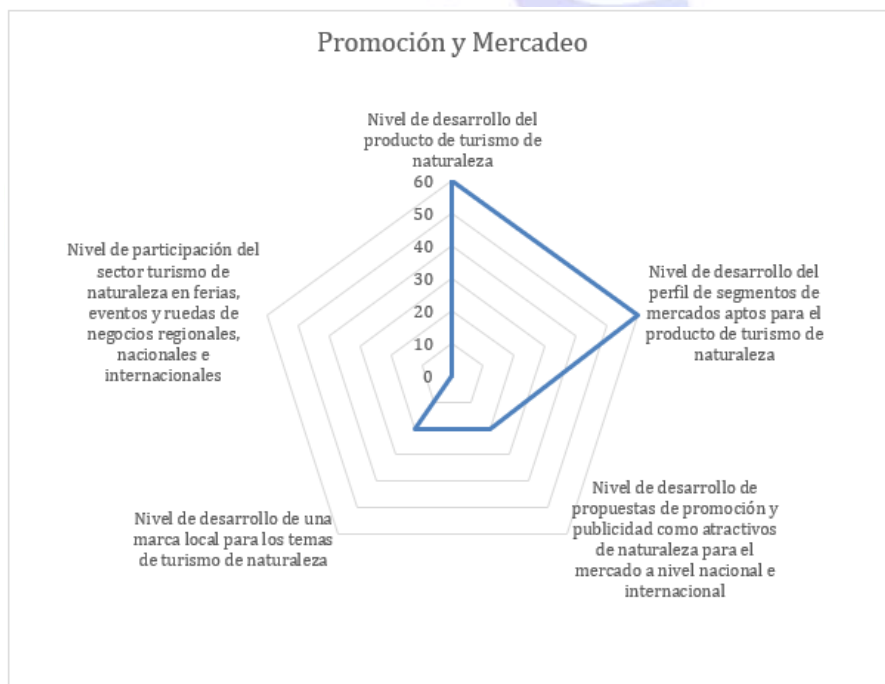 Promoción y Mercadeo
Nivel de desarrollo del
producto de turismo de
naturaleza
60
50
40
30
20
10
0
Nivel de desarrollo del
perfil de segmentos de
mercados aptos para el
producto de turismo de
naturaleza
Nivel de desarrollo de
propuestas de promoción y
publicidad como atractivos
de naturaleza para el
mercado a nivel nacional e
internacional
Nivel de desarrollo de una
marca local para los temas
de turismo de naturaleza
Nivel de participación del
sector turismo de
naturaleza en ferias,
eventos y ruedas de
negocios regionales,
nacionales e
internacionales